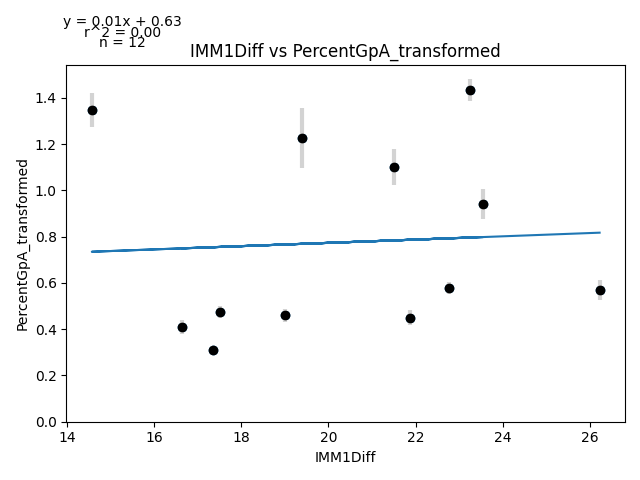 y = 0.01x + 0.63
r^2 = 0.00
n = 12
IMM1Diff vs PercentGpA_transformed
PercentGpA_transformed
1.4
1.2
1.0
0.8
0.6
0.4
0.2
0.0
14 16 18 20 22 24 26
IMM1Diff